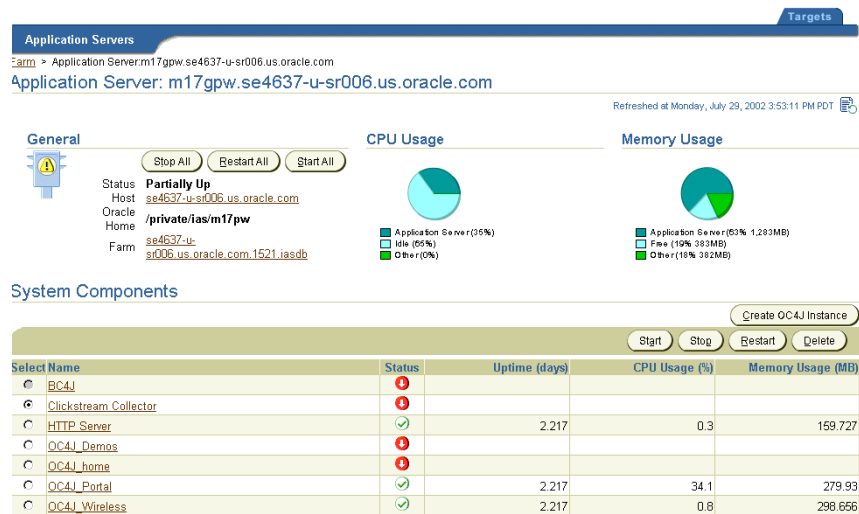 Targets
Application Servers
Farm > Application Server:m17gpw.se4637-u-sr006.us.oracle.com
Application Server: m17gpw.se4637-u-sr006.us.oracle.com
Refreshed at Monday, July 29, 2002 3:53:11 PM PDT
General
Stop All Restart All Start All
Status Partially Up
Host se4637-u-sr006.us.oracle.com
Oracle Home /private/ias/m17pw
Farm se4637-u-
sr006.us.oracle.com.1521.iasdb
CPU Usage
Application Server(35%)
Idle (65%)
Other(0%)
Memory Usage
Application Server(63% 1,283MB)
Free (19% 383MB)
Other(18% 382MB)
System Components
Create OC4J Instance
Start Stop Restart Delete
Select Name Status Uptime (days) CPU Usage (%) Memory Usage (MB)
BC4J
Clickstream Collector
HTTP Server 2.217 0.3 159.727
OC4J_Demos
OC4J_home
OC4J_Portal 2.217 34.1 279.93
OC4J_Wireless 2.217 0.8 298.656